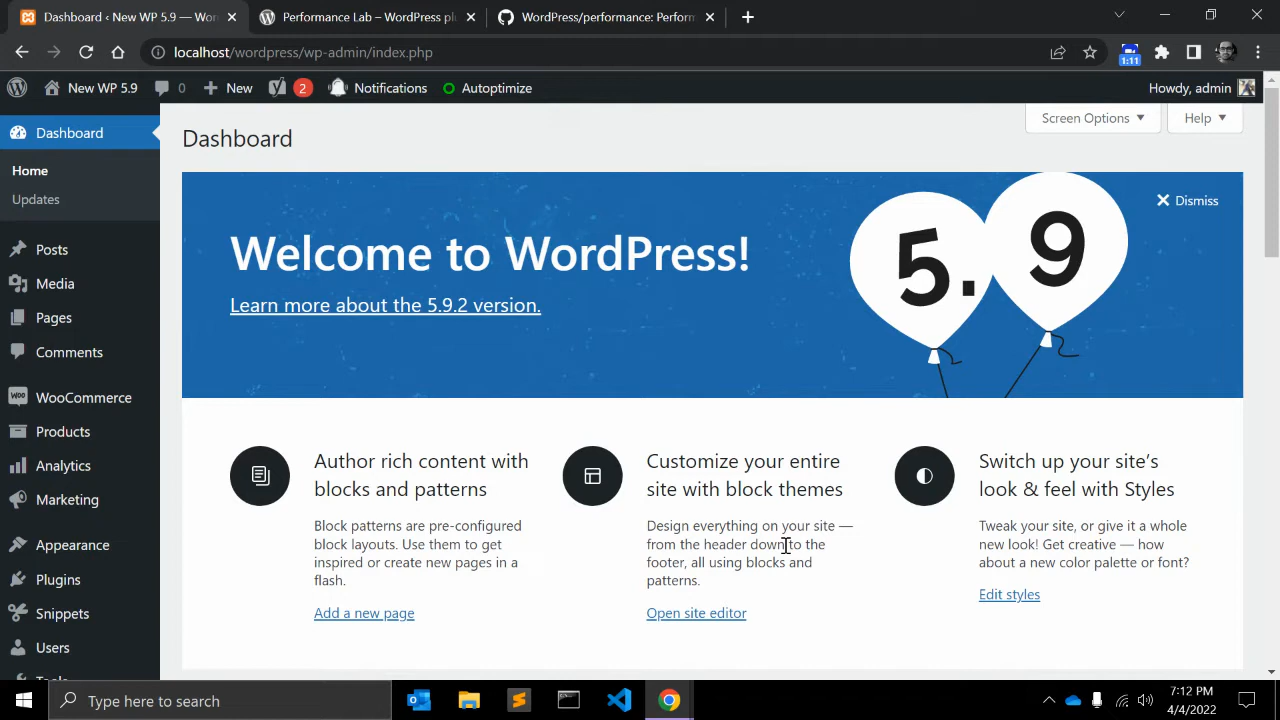 Dashboard ‹ New WP 5.9 — Wor
Performance Lab – WordPress plu
WordPress/performance: Perform
localhost/wordpress/wp-admin/index.php
1:11
New WP 5.9
0
New
2
Notifications
Autoptimize
Howdy, admin
Dashboard
Home
Updates
Posts
Media
Pages
Comments
WooCommerce
Products
Analytics
Marketing
Appearance
Plugins
Snippets
Users
Screen Options
Help
Dashboard
Dismiss
Welcome to WordPress!
Learn more about the 5.9.2 version.
5.9
Author rich content with
blocks and patterns
Block patterns are pre-configured
block layouts. Use them to get
inspired or create new pages in a
flash.
Add a new page
Customize your entire
site with block themes
Design everything on your site —
from the header down to the
footer, all using blocks and
patterns.
Open site editor
Switch up your site’s
look & feel with Styles
Tweak your site, or give it a whole
new look! Get creative — how
about a new color palette or font?
Edit styles
Type here to search
7:12 PM
4/4/2022